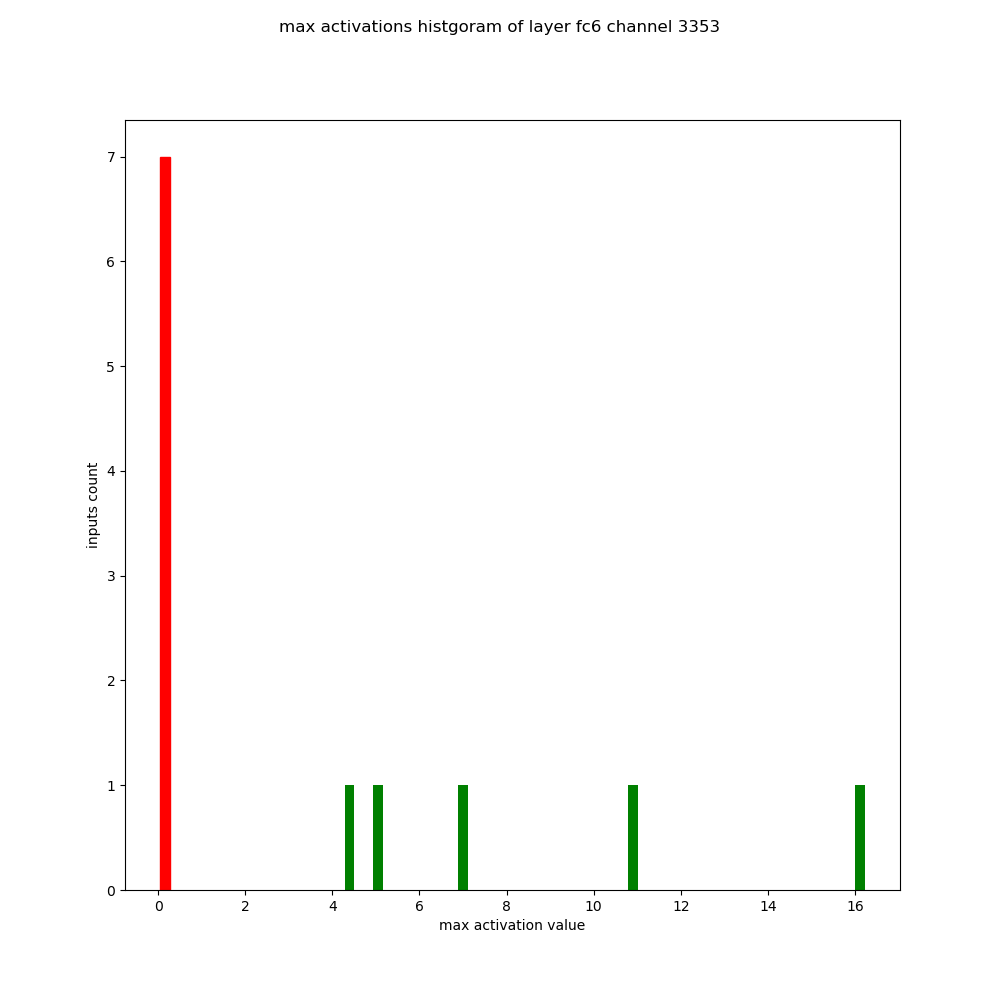 max activations histgoram of layer fc6 channel 3353
7
6
5
4
3
2
1
0
inputs count
0 2 4 6 8 10 12 14 16
max activation value